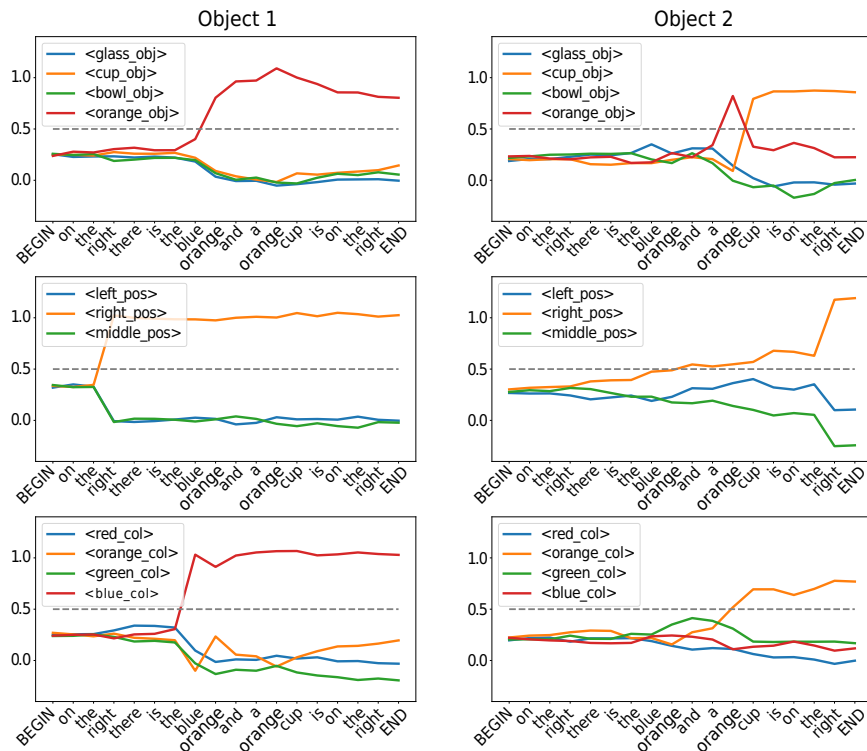 Object 1
Object 2
<glass_obj>
<cup_obj>
<bowl_obj>
<orange_obj>
1.0
0.5
0.0
BEGIN on the right there is the blue orange and a orange cup is on the right END
<glass_obj>
<cup_obj>
<bowl_obj>
<orange_obj>
1.0
0.5
0.0
BEGIN on the right there is the blue orange and a orange cup is on the right END
<left_pos>
<right_pos>
<middle_pos>
1.0
0.5
0.0
BEGIN on the right there is the blue orange and a orange cup is on the right END
<left_pos>
<right_pos>
<middle_pos>
1.0
0.5
0.0
BEGIN on the right there is the blue orange and a orange cup is on the right END
<red_col>
<orange_col>
<green_col>
<blue_col>
1.0
0.5
0.0
BEGIN on the right there is the blue orange and a orange cup is on the right END
<red_col>
<orange_col>
<green_col>
<blue_col>
1.0
0.5
0.0
BEGIN on the right there is the blue orange and a orange cup is on the right END